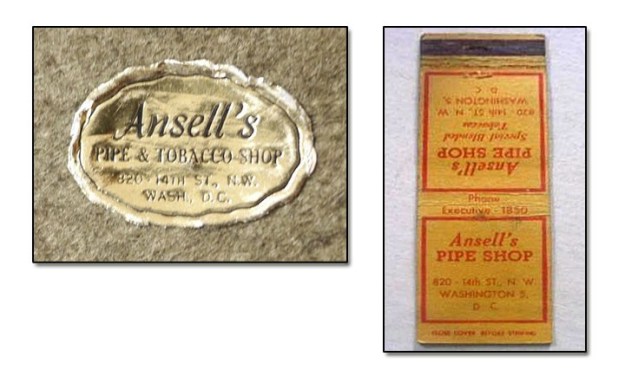 Ansell's
PIPE & TOBACCO SHOP
820 14TH ST., N.W.
WASH., D.C.
Ansell's
PIPE SHOP
Special Blended
Tobaccos
820 - 14th ST., N. W.
WASHINGTON 5,
D C
Phone
Executive - 1850
Ansell's
PIPE SHOP
820 - 14th ST., N. W.
WASHINGTON 5,
D. C.
CLOSE COVER BEFORE STRIKING